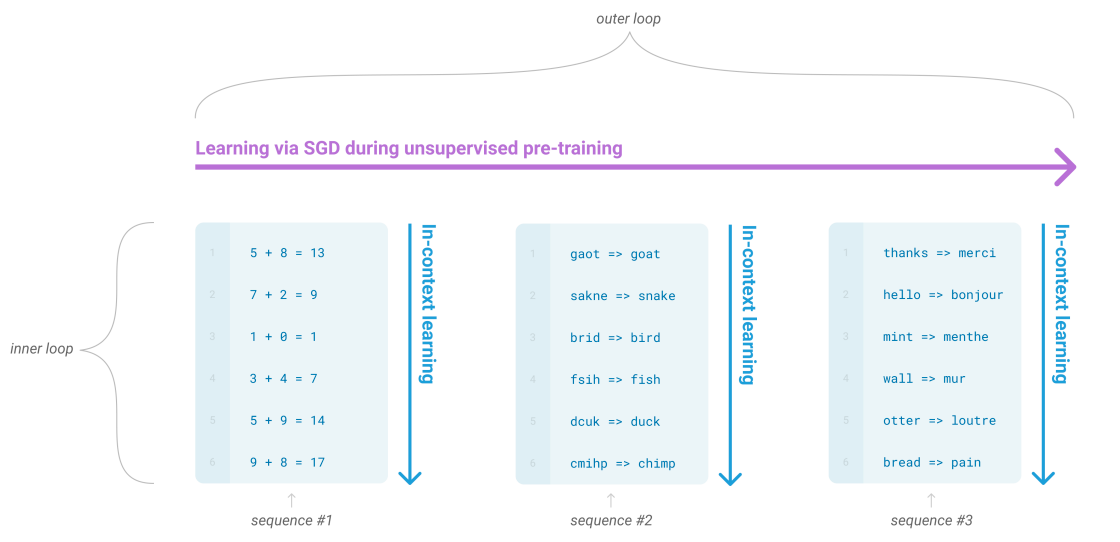 outer loop
Learning via SGD during unsupervised pre-training
inner loop
1 5 + 8 = 13
2 7 + 2 = 9
3 1 + 0 = 1
4 3 + 4 = 7
5 5 + 9 = 14
6 9 + 8 = 17
In-context learning
sequence #1
1 gaot => goat
2 sakne => snake
3 brid => bird
4 fsih => fish
5 dcuk => duck
6 cmihp => chimp
In-context learning
sequence #2
1 thanks => merci
2 hello => bonjour
3 mint => menthe
4 wall => mur
5 otter => loutre
6 bread => pain
In-context learning
sequence #3